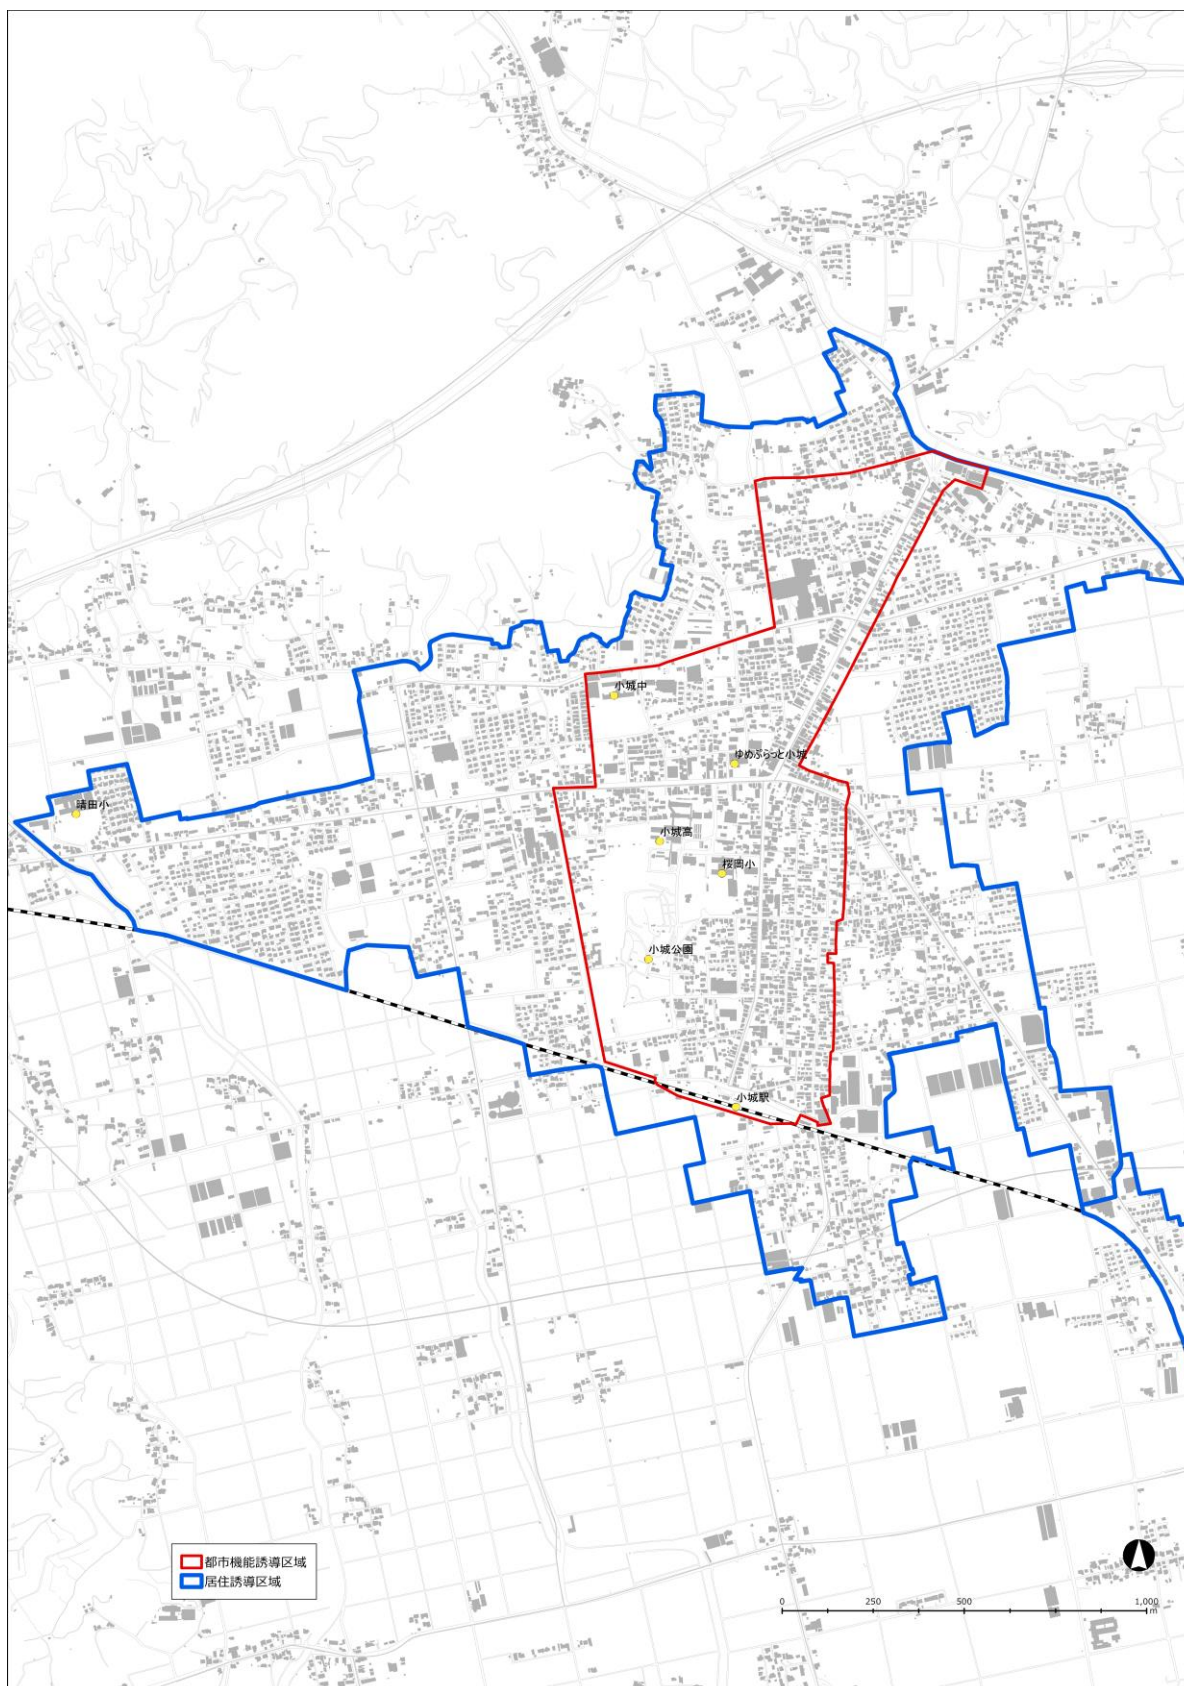 小城中
ゆめぷらっと小城
晴田小
小城高
桜岡小
小城公園
小城駅
都市機能誘導区域
居住誘導区域
0 250 500 1,000
m